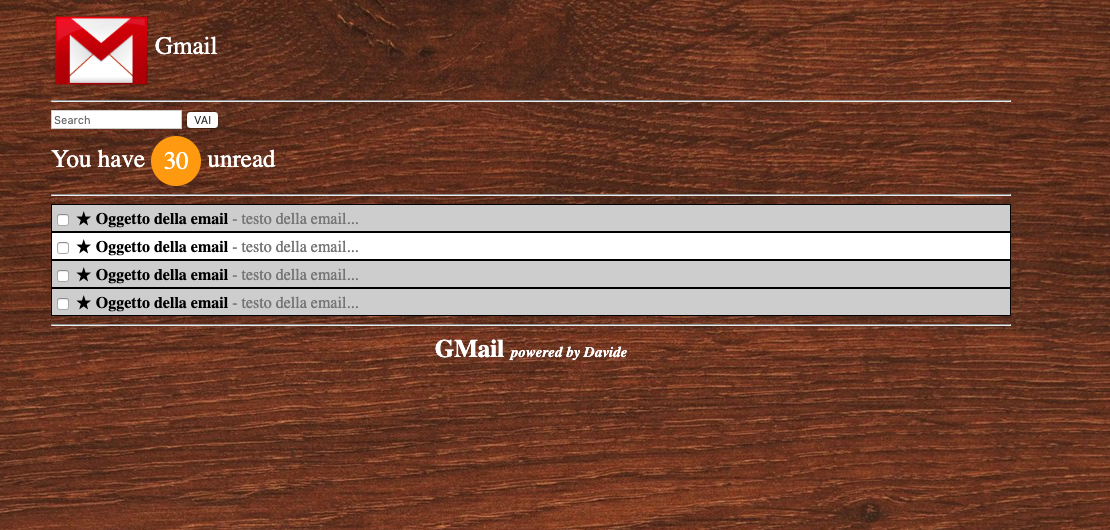 Gmail
Search VAI
You have 30 unread
★ Oggetto della email - testo della email...
★ Oggetto della email - testo della email...
★ Oggetto della email - testo della email...
★ Oggetto della email - testo della email...
GMail powered by Davide